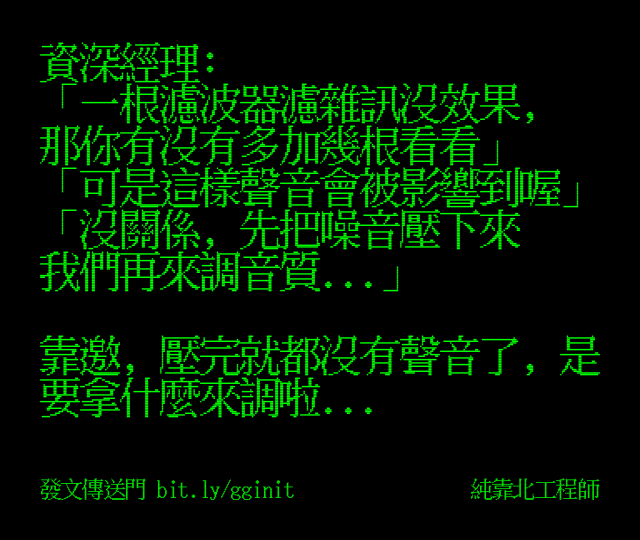 資深經理:
「一根濾波器濾雜訊沒效果,
那你有沒有多加幾根看看」
「可是這樣聲音會被影響到喔」
「沒關係, 先把噪音壓下來
我們再來調音質...」
靠邀, 壓完就都沒有聲音了, 是
要拿什麼來調啦...
發文傳送門 bit.ly/gginit
純靠北工程師